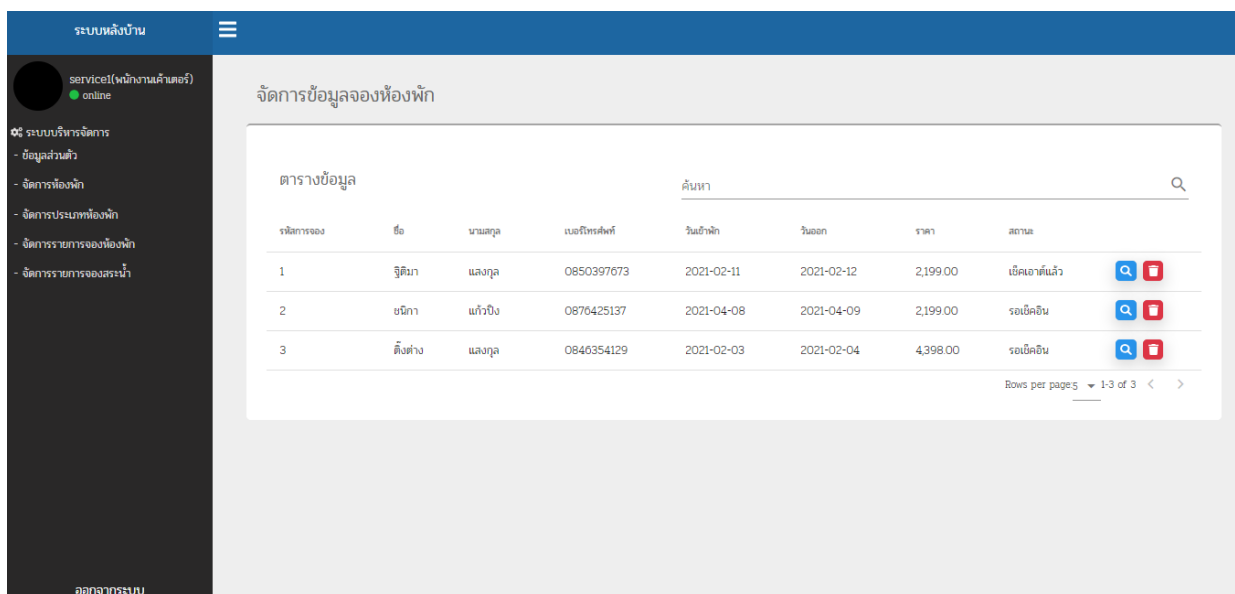 ระบบหลังบ้าน
service1(พนักงานเค้าเตอร์)
online
ระบบบริหารจัดการ
- ข้อมูลส่วนตัว
- จัดการห้องพัก
- จัดการประเภทห้องพัก
- จัดการรายการจองห้องพัก
- จัดการรายการจองสระน้ำ
ออกจากระบบ
จัดการข้อมูลจองห้องพัก
ตารางข้อมูล ค้นหา
รหัสการจอง ชื่อ นามสกุล เบอร์โทรศัพท์ วันเข้าพัก วันออก ราคา สถานะ
1 ฐิติมา แสงกุล 0850397673 2021-02-11 2021-02-12 2,199.00 เช็คเอาต์แล้ว
2 ชนิกา แก้วปิง 0876425137 2021-04-08 2021-04-09 2,199.00 รอเช็คอิน
3 ติ๊งต่าง แสงกุล 0846354129 2021-02-03 2021-02-04 4,398.00 รอเช็คอิน
Rows per page: 5 1-3 of 3